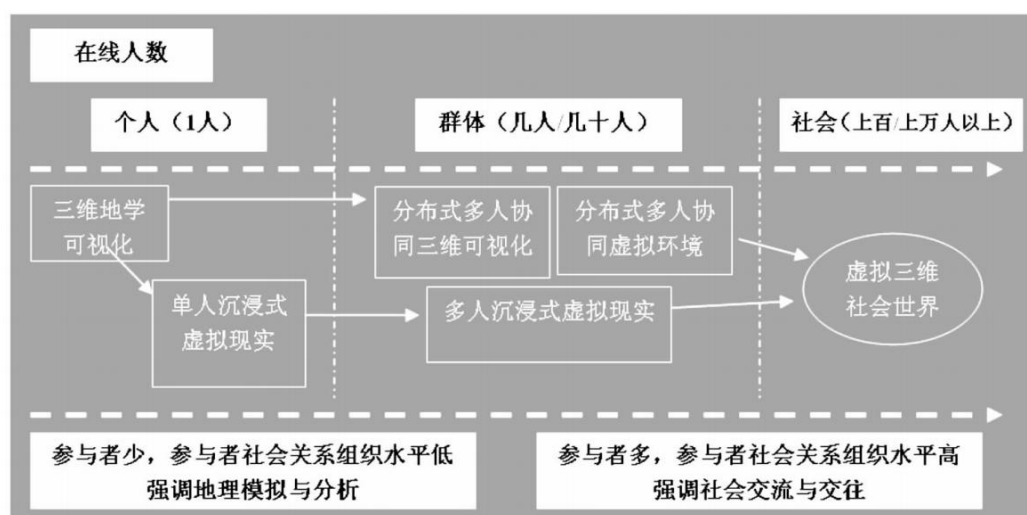 在线人数
个人（1人）
群体（几人/几十人）
社会（上百/上万人以上）
三维地学
可视化
分布式多人协
同三维可视化
分布式多人协
同虚拟环境
虚拟三维
社会世界
单人沉浸式
虚拟现实
多人沉浸式虚拟现实
参与者少，参与者社会关系组织水平低
强调地理模拟与分析
参与者多，参与者社会关系组织水平高
强调社会交流与交往